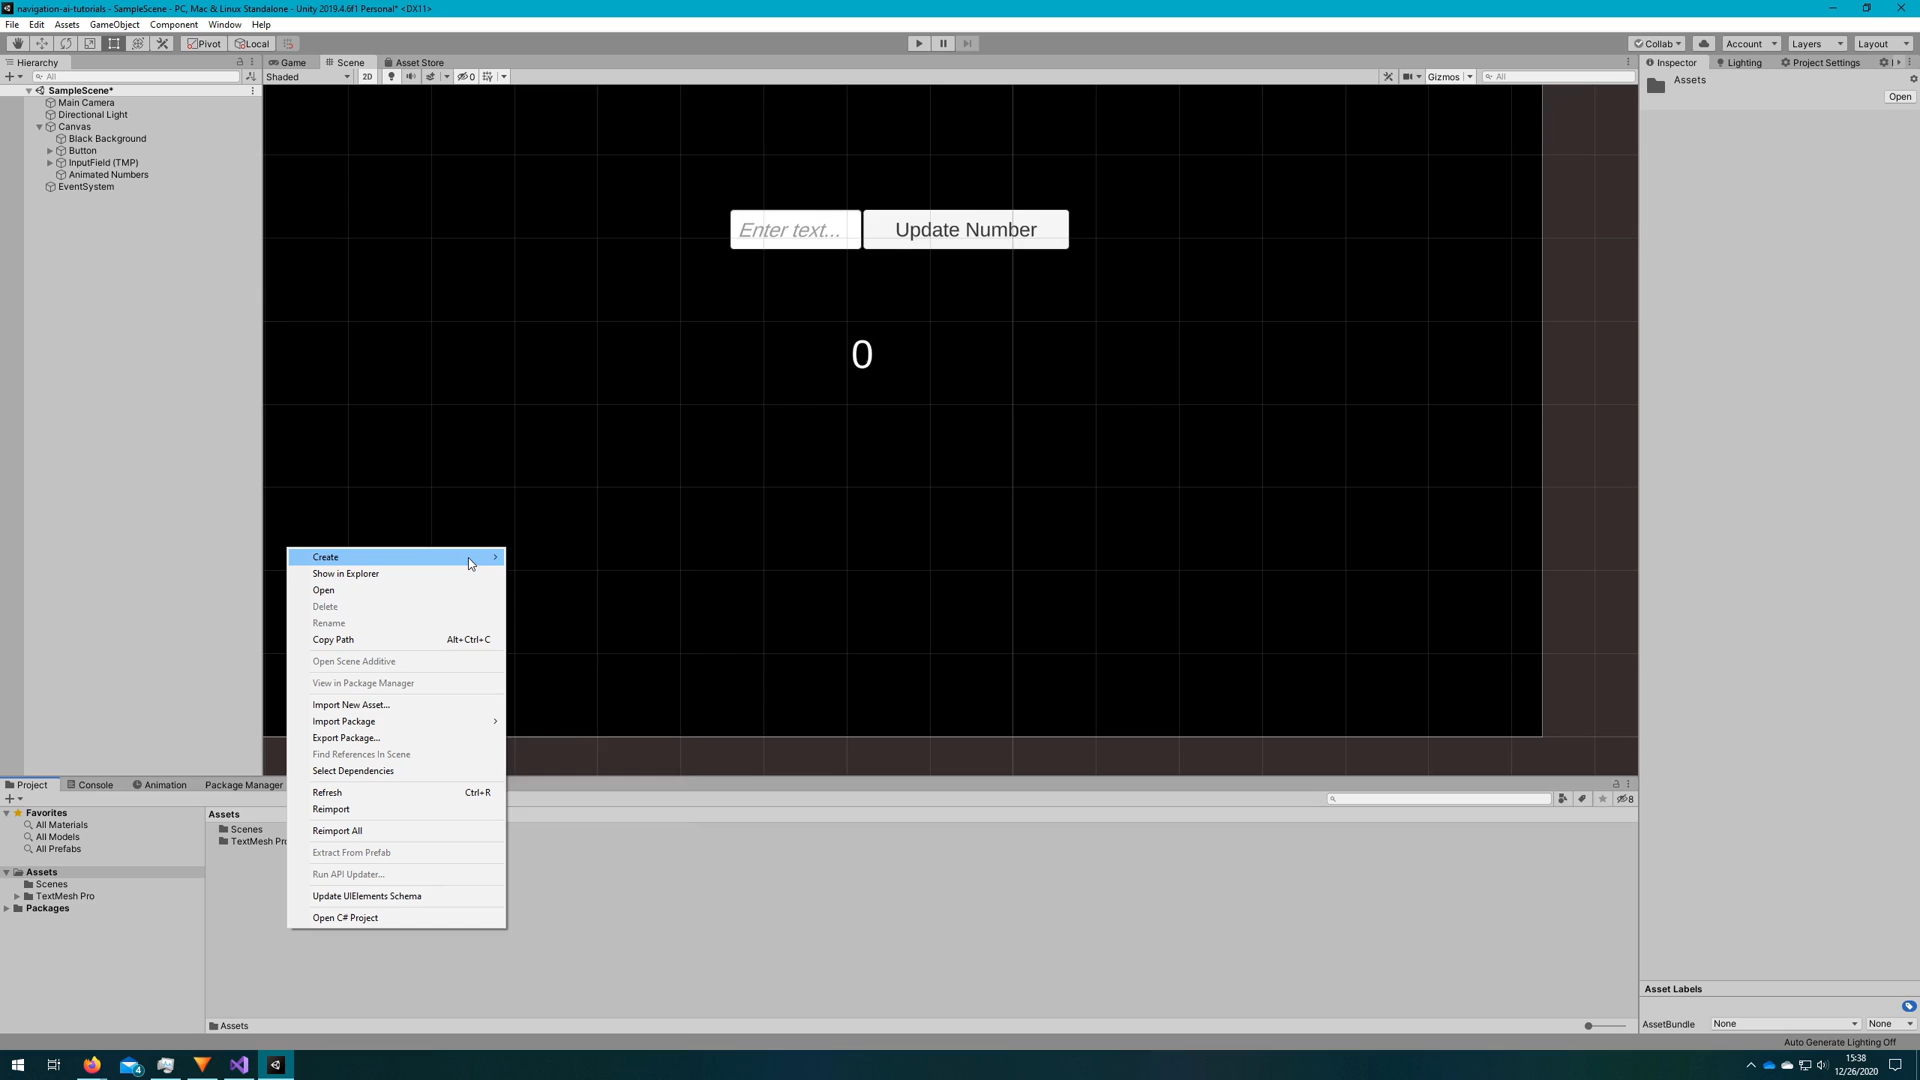 navigation-ai-tutorials - SampleScene - PC, Mac & Linux Standalone - Unity 2019.4.6f1 Personal* <DX11>
File Edit Assets GameObject Component Window Help
Pivot Local Collab Account Layers Layout
Hierarchy
All
SampleScene*
Main Camera
Directional Light
Canvas
Black Background
Button
InputField (TMP)
Animated Numbers
EventSystem
Game Scene Asset Store
Shaded 2D 0 Gizmos All
Enter text... Update Number
0
Inspector Lighting Project Settings
Assets
Open
Create
Show in Explorer
Open
Delete
Rename
Copy Path Alt+Ctrl+C
Open Scene Additive
View in Package Manager
Import New Asset...
Import Package
Export Package...
Find References In Scene
Select Dependencies
Refresh Ctrl+R
Reimport
Reimport All
Extract From Prefab
Run API Updater...
Update UIElements Schema
Open C# Project
Project Console Animation Package Manager
8
Favorites
All Materials
All Models
All Prefabs
Assets
Scenes
TextMesh Pro
Packages
Assets
Scenes
TextMesh Pro
Assets
Asset Labels
AssetBundle None None
Auto Generate Lighting Off
4
15:38
12/26/2020